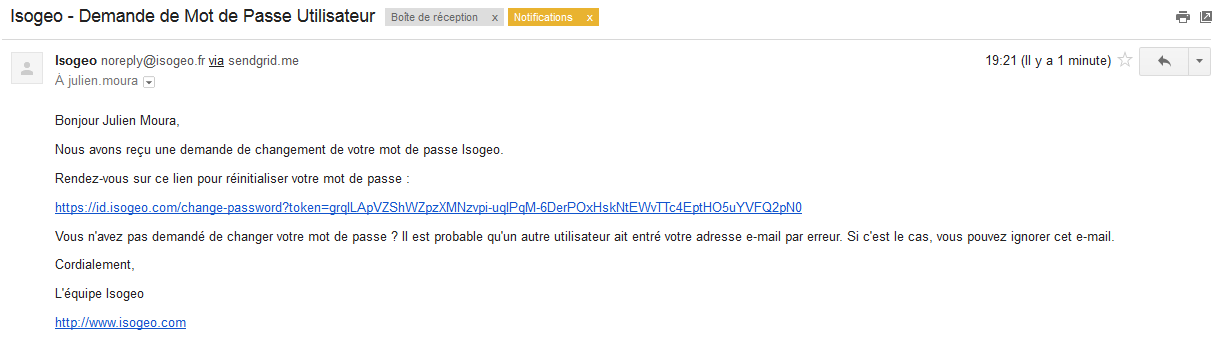 Isogeo - Demande de Mot de Passe Utilisateur Boîte de réception x Notifications x
Isogeo noreply@isogeo.fr via sendgrid.me 19:21 (Il y a 1 minute)
À julien.moura
Bonjour Julien Moura,
Nous avons reçu une demande de changement de votre mot de passe Isogeo.
Rendez-vous sur ce lien pour réinitialiser votre mot de passe :
https://id.isogeo.com/change-password?token=grqlLApVZShWZpzXMNzvpi-uqlPqM-6DerPOxHskNtEWvTTc4EptHO5uYVFQ2pN0
Vous n'avez pas demandé de changer votre mot de passe ? Il est probable qu'un autre utilisateur ait entré votre adresse e-mail par erreur. Si c'est le cas, vous pouvez ignorer cet e-mail.
Cordialement,
L'équipe Isogeo
http://www.isogeo.com